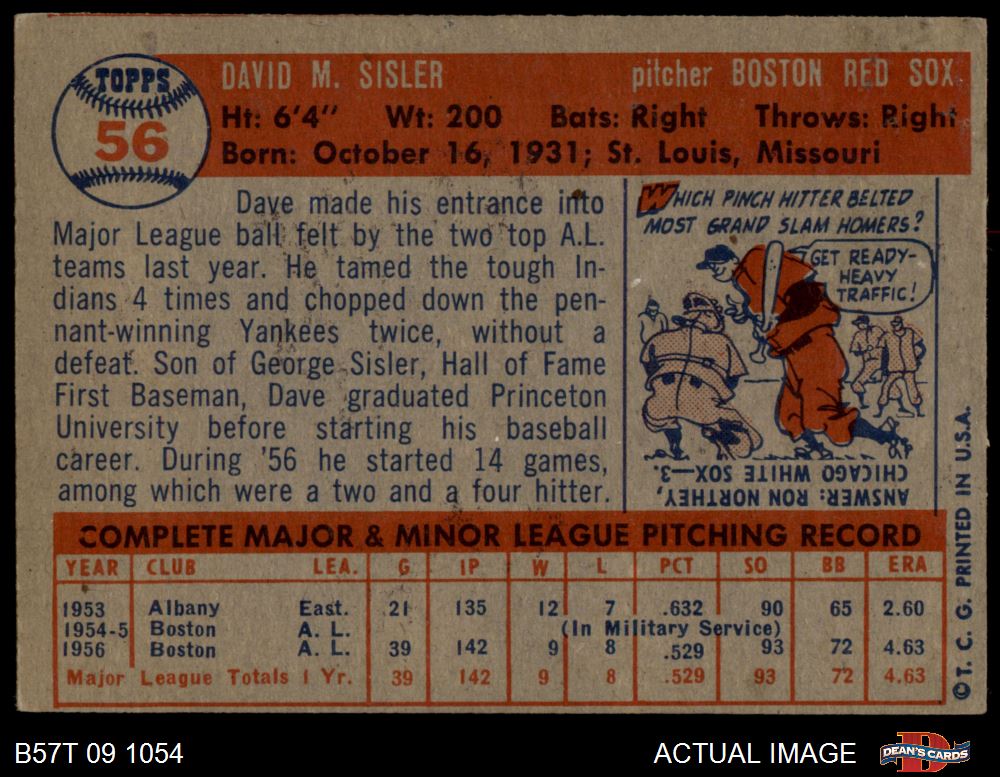 TOPPS
56
DAVID M. SISLER pitcher BOSTON RED SOX
Ht: 6'4" Wt: 200 Bats: Right Throws: Right
Born: October 16, 1931; St. Louis, Missouri
Dave made his entrance into
Major League ball felt by the two top A.L.
teams last year. He tamed the tough In-
dians 4 times and chopped down the pen-
nant-winning Yankees twice, without a
defeat. Son of George Sisler, Hall of Fame
First Baseman, Dave graduated Princeton
University before starting his baseball
career. During '56 he started 14 games,
among which were a two and a four hitter.
WHICH PINCH HITTER BELTED
MOST GRAND SLAM HOMERS?
GET READY-
HEAVY
TRAFFIC!
ANSWER: RON NORTHEY,
CHICAGO WHITE SOX—3.
COMPLETE MAJOR & MINOR LEAGUE PITCHING RECORD
YEAR CLUB LEA. G IP W L PCT SO BB ERA
1953 Albany East. 21 135 12 7 .632 90 65 2.60
1954-5 Boston A. L. (In Military Service)
1956 Boston A. L. 39 142 9 8 .529 93 72 4.63
Major League Totals 1 Yr. 39 142 9 8 .529 93 72 4.63
©T. C. G. PRINTED IN U.S.A.
B57T 09 1054 ACTUAL IMAGE DEAN'S CARDS